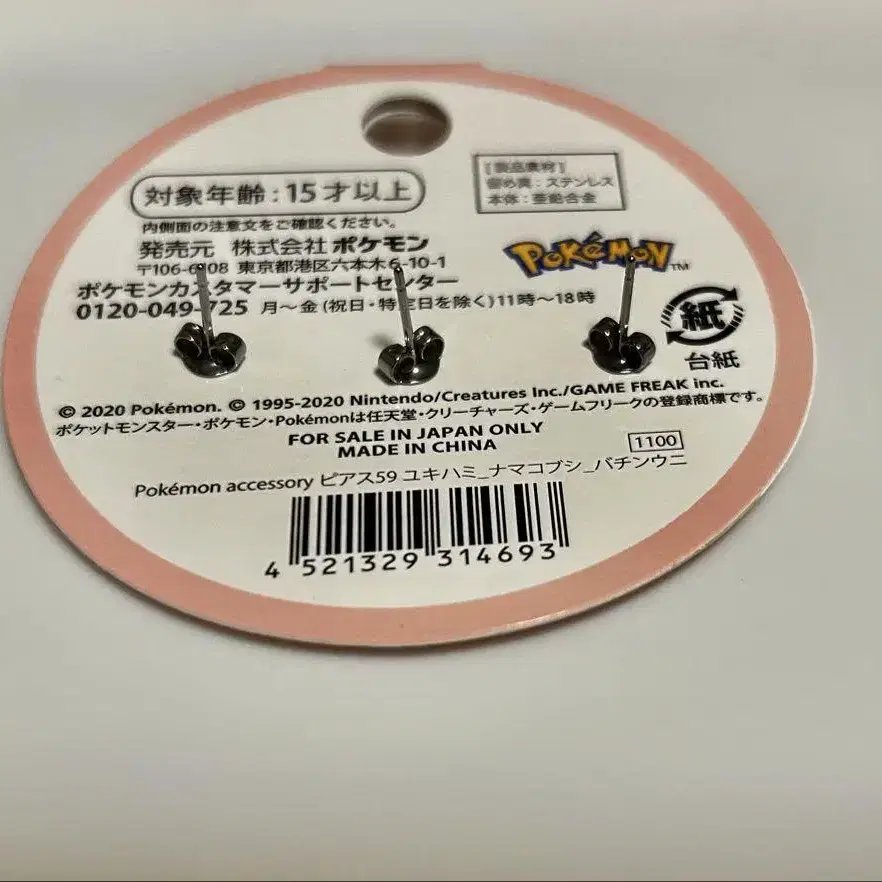 対象年齢:15才以上
内側面の注意文をご確認ください。
発売元 株式会社ポケモン
〒106-6108 東京都港区六本木6-10-1
ポケモンカスタマーサポートセンター
0120-049-725 月〜金(祝日・特定日を除く)11時〜18時
[製品素材]
留め具:ステンレス
本体:亜鉛合金
POKéMON™
紙
台紙
© 2020 Pokémon. © 1995-2020 Nintendo/Creatures Inc./GAME FREAK inc.
ポケットモンスター・ポケモン・Pokémonは任天堂・クリーチャーズ・ゲームフリークの登録商標です。
FOR SALE IN JAPAN ONLY
MADE IN CHINA
1100
Pokémon accessory ピアス59 ユキハミ_ナマコブシ_バチンウニ
4 521329 314693